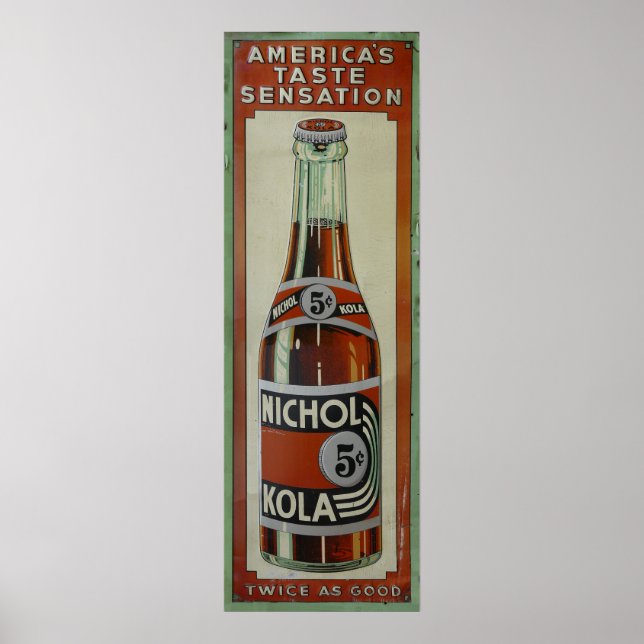 AMERICA'S
TASTE
SENSATION
NICHOL 5¢ KOLA
NICHOL
5¢
KOLA
TWICE AS GOOD